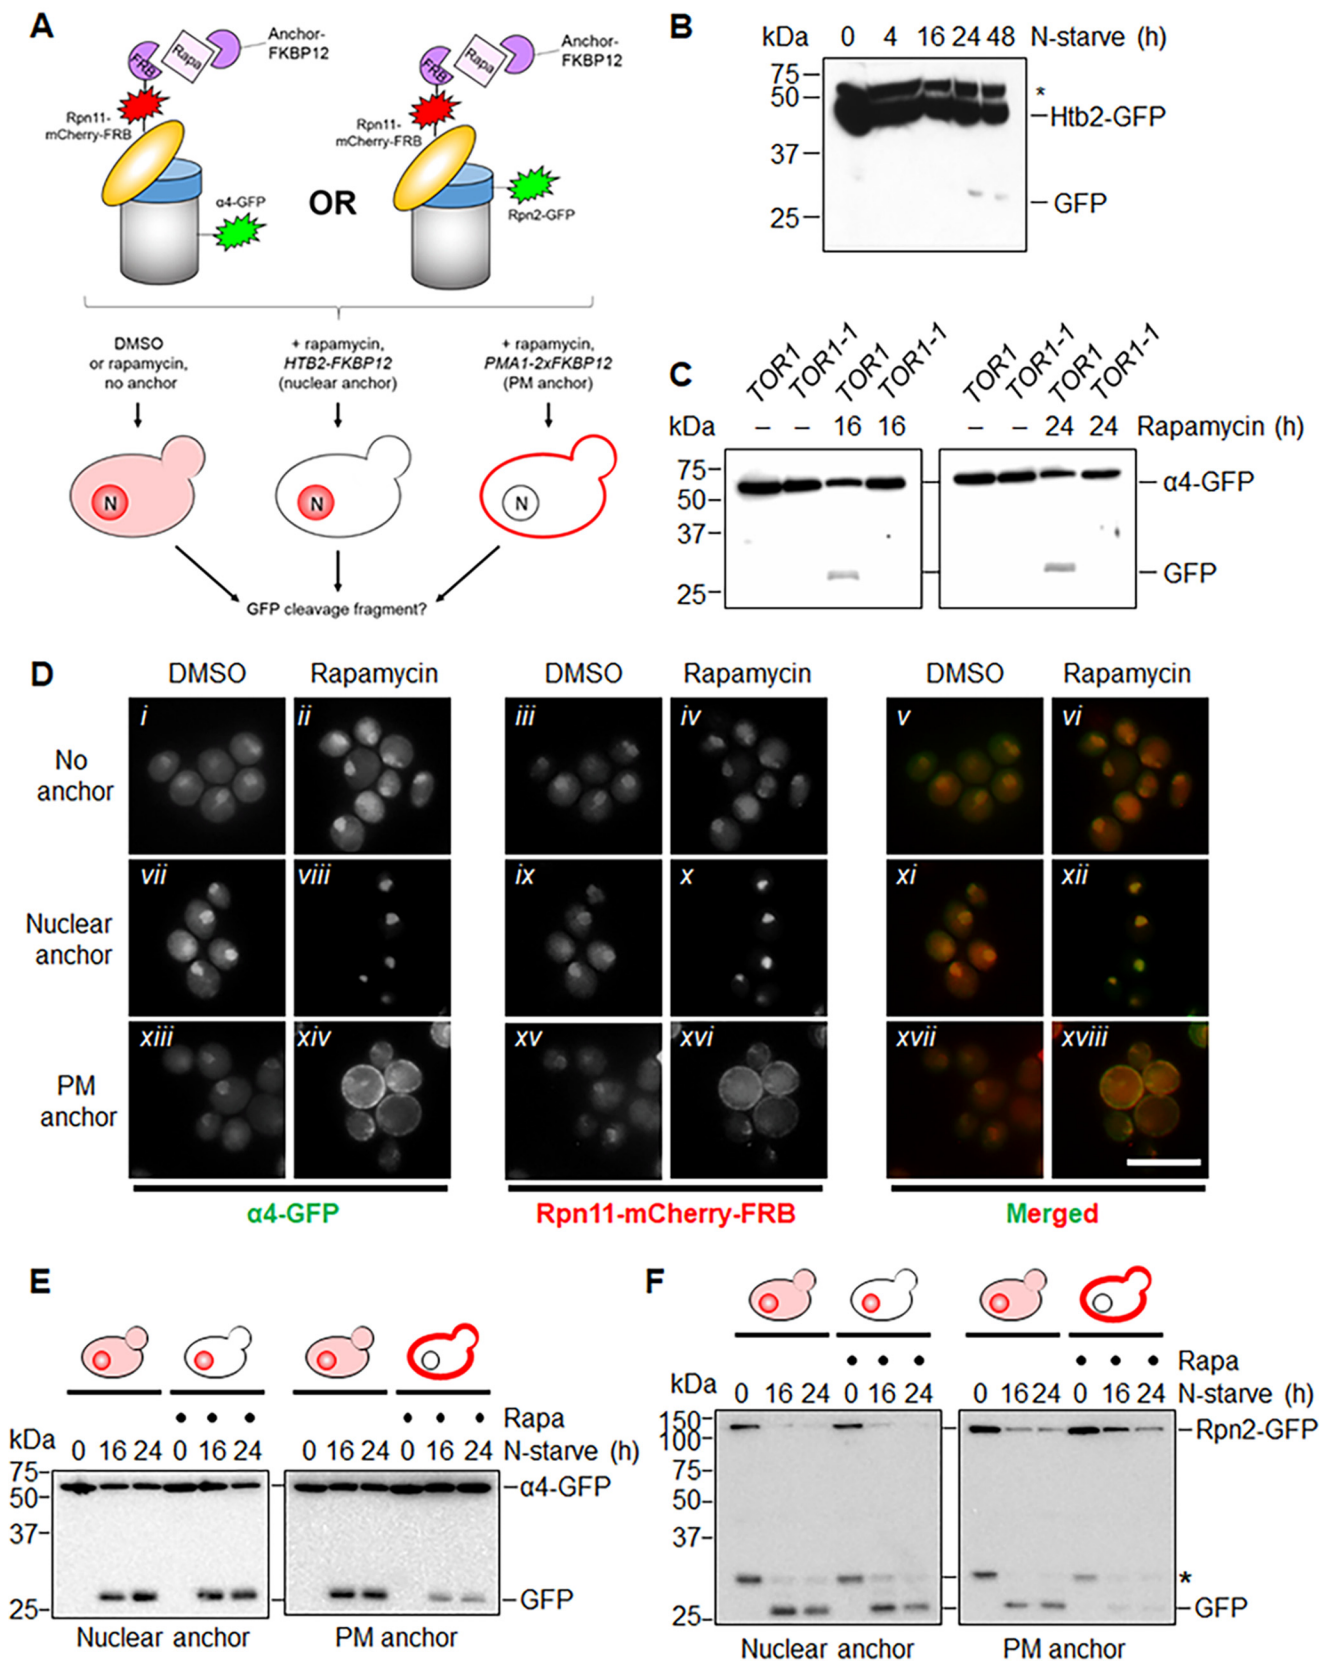 A
FRB
Rapa
Anchor-
FKBP12
Rpn11-
mCherry-FRB
α4-GFP
OR
FRB
Rapa
Anchor-
FKBP12
Rpn11-
mCherry-FRB
Rpn2-GFP
DMSO
or rapamycin,
no anchor
+ rapamycin,
HTB2-FKBP12
(nuclear anchor)
+ rapamycin,
PMA1-2xFKBP12
(PM anchor)
N
N
N
GFP cleavage fragment?
B
kDa 0 4 16 24 48 N-starve (h)
75
50
37
25
*
Htb2-GFP
GFP
C
TOR1 TOR1-1 TOR1 TOR1-1 TOR1 TOR1-1 TOR1 TOR1-1
kDa – – 16 16 – – 24 24 Rapamycin (h)
75
50
37
25
α4-GFP
GFP
D
DMSO Rapamycin DMSO Rapamycin DMSO Rapamycin
No
anchor
i ii iii iv v vi
Nuclear
anchor
vii viii ix x xi xii
PM
anchor
xiii xiv xv xvi xvii xviii
α4-GFP Rpn11-mCherry-FRB Merged
E
Rapa
kDa 0 16 24 0 16 24 0 16 24 0 16 24 N-starve (h)
75
50
37
25
α4-GFP
GFP
Nuclear anchor PM anchor
F
Rapa
kDa 0 16 24 0 16 24 0 16 24 0 16 24 N-starve (h)
150
100
75
50
37
25
Rpn2-GFP
*
GFP
Nuclear anchor PM anchor